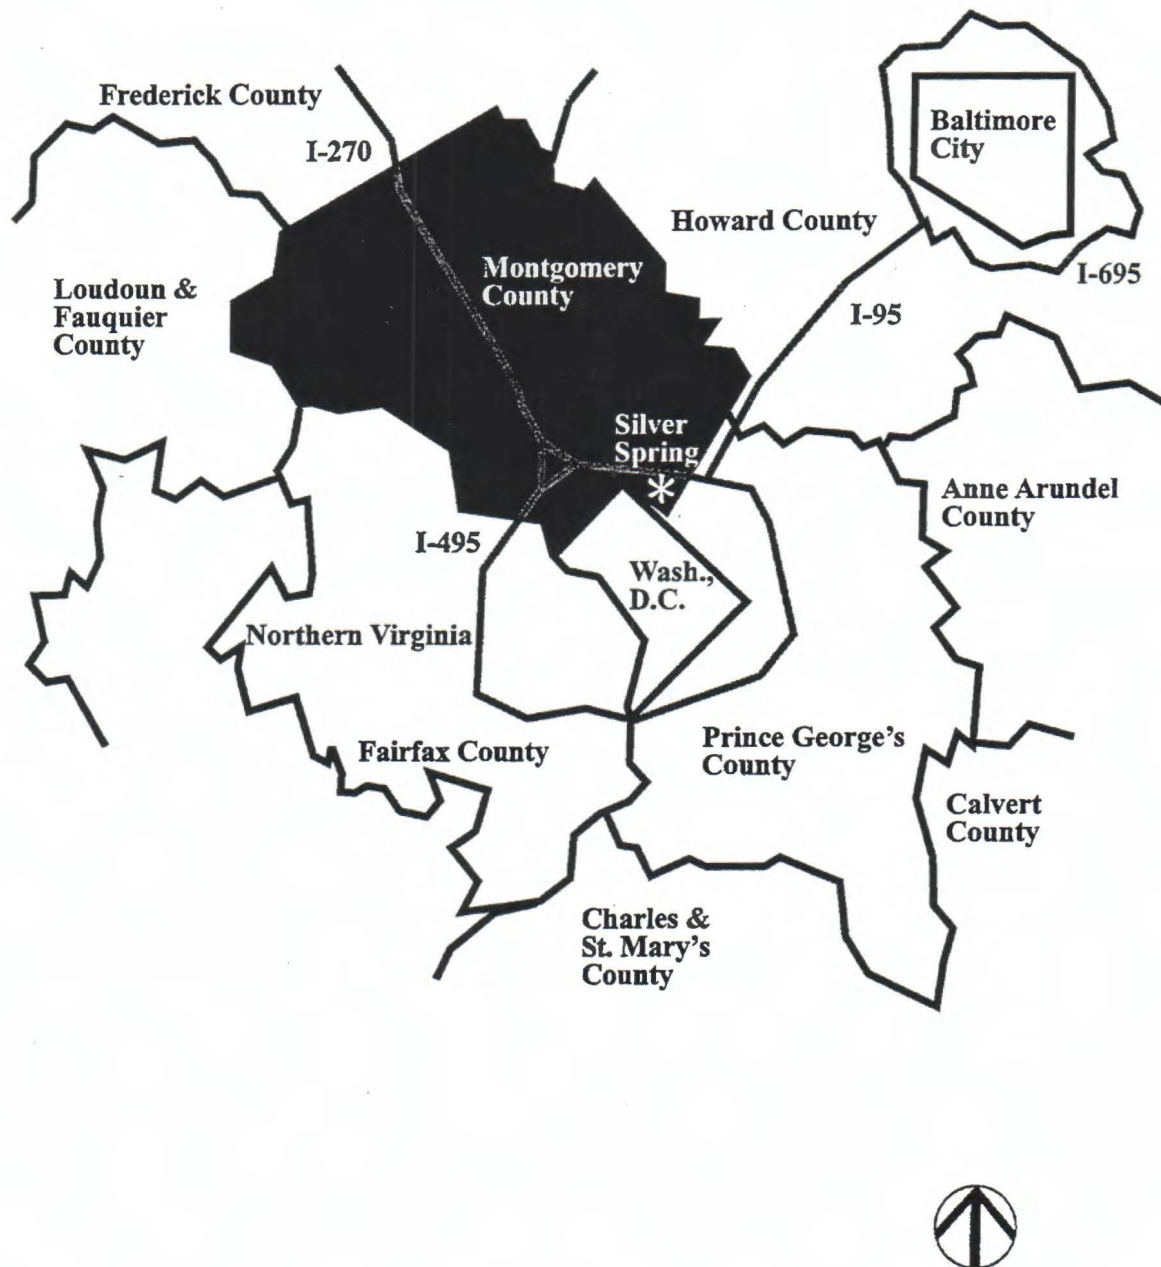 Frederick County
I-270
Baltimore
City
Howard County
Montgomery
County
I-695
Loudoun &
Fauquier
County
I-95
Silver
Spring
*
Anne Arundel
County
I-495
Wash.,
D.C.
Northern Virginia
Fairfax County
Prince George's
County
Calvert
County
Charles &
St. Mary's
County